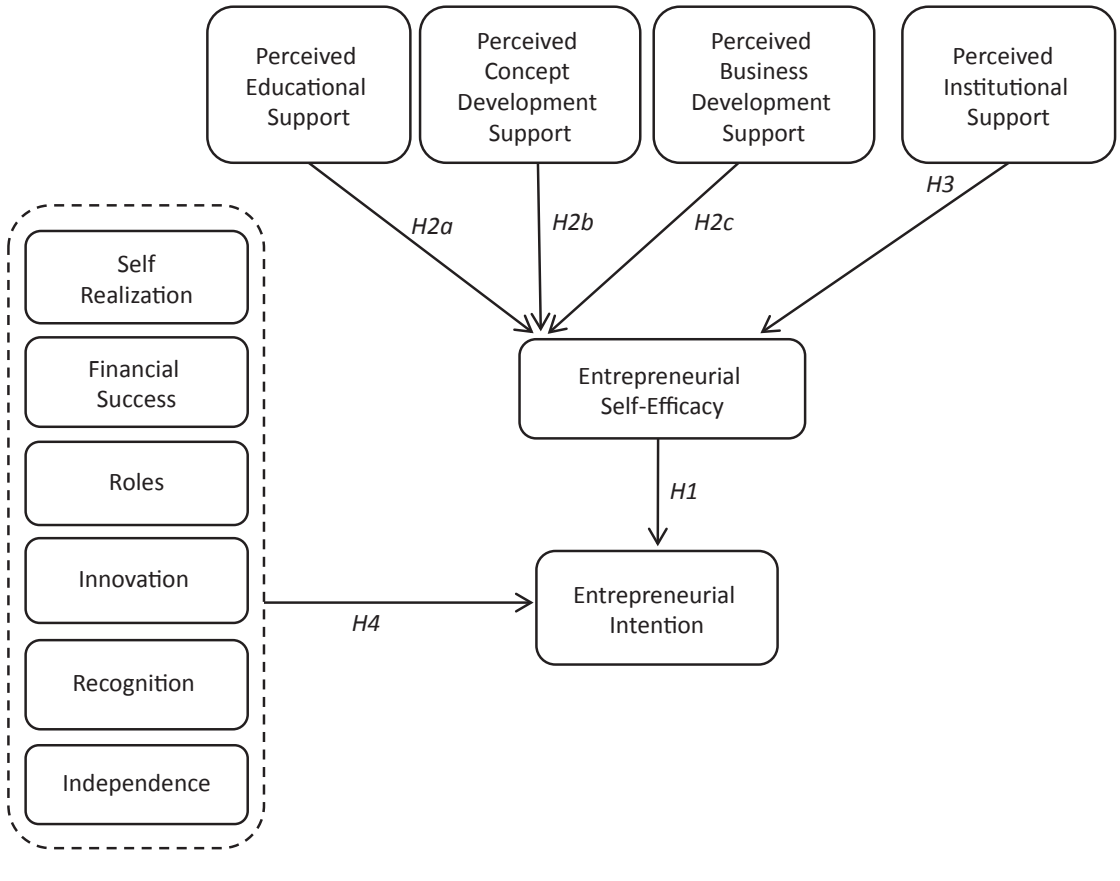 Perceived
Educational
Support
Perceived
Concept
Development
Support
Perceived
Business
Development
Support
Perceived
Institutional
Support
H2a
H2b
H2c
H3
Self
Realization
Financial
Success
Roles
Innovation
Recognition
Independence
Entrepreneurial
Self-Efficacy
H1
H4
Entrepreneurial
Intention